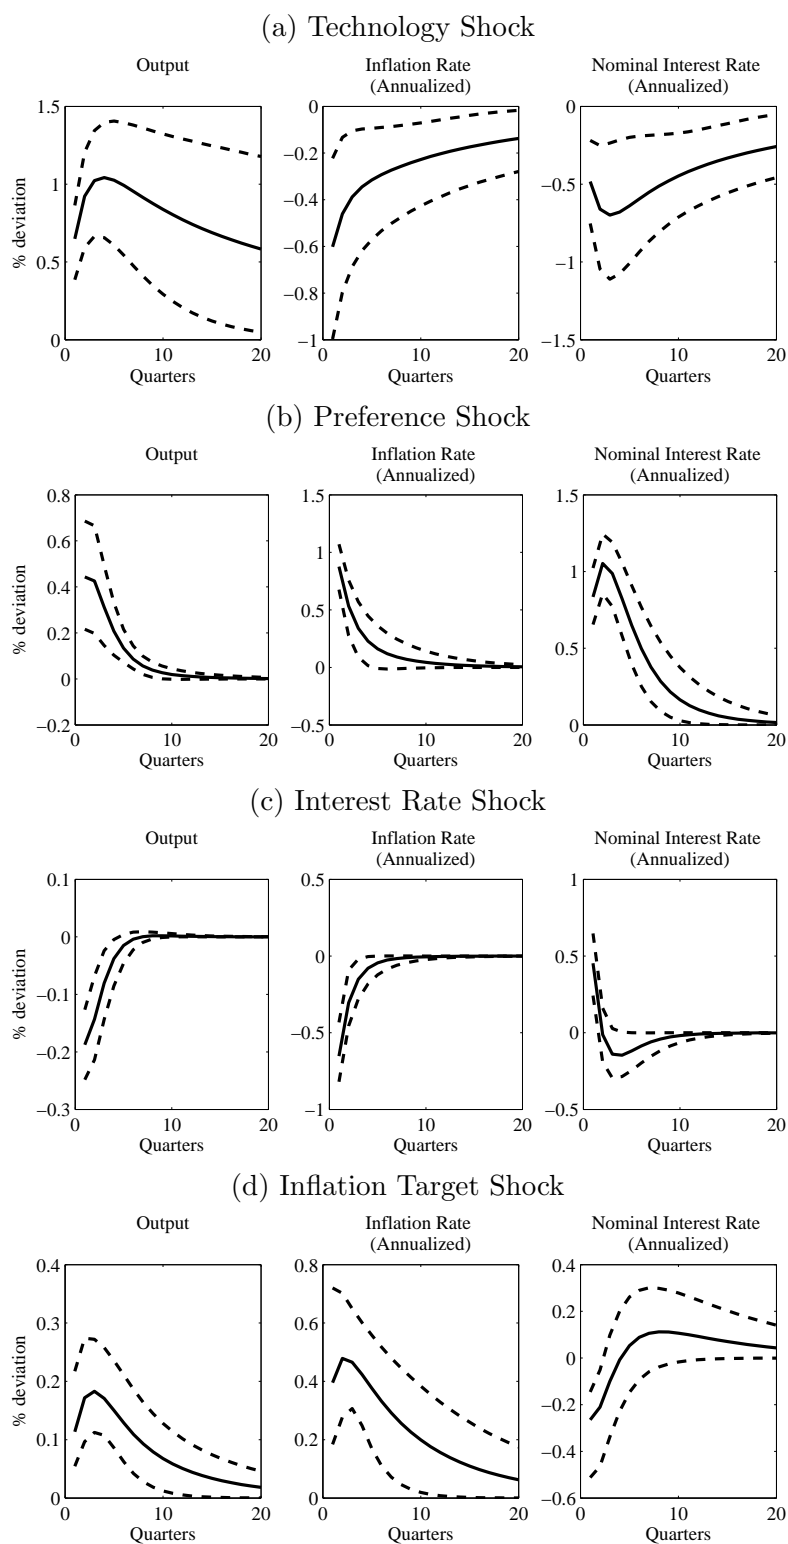 (a) Technology Shock
Output
Inflation Rate
(Annualized)
Nominal Interest Rate
(Annualized)
% deviation
1.5
1
0.5
0
0 10 20
Quarters
0
−0.2
−0.4
−0.6
−0.8
−1
0 10 20
Quarters
0
−0.5
−1
−1.5
0 10 20
Quarters
(b) Preference Shock
Output
Inflation Rate
(Annualized)
Nominal Interest Rate
(Annualized)
% deviation
0.8
0.6
0.4
0.2
0
−0.2
0 10 20
Quarters
1.5
1
0.5
0
−0.5
0 10 20
Quarters
1.5
1
0.5
0
0 10 20
Quarters
(c) Interest Rate Shock
Output
Inflation Rate
(Annualized)
Nominal Interest Rate
(Annualized)
% deviation
0.1
0
−0.1
−0.2
−0.3
0 10 20
Quarters
0.5
0
−0.5
−1
0 10 20
Quarters
1
0.5
0
−0.5
0 10 20
Quarters
(d) Inflation Target Shock
Output
Inflation Rate
(Annualized)
Nominal Interest Rate
(Annualized)
% deviation
0.4
0.3
0.2
0.1
0
0 10 20
Quarters
0.8
0.6
0.4
0.2
0
0 10 20
Quarters
0.4
0.2
0
−0.2
−0.4
−0.6
0 10 20
Quarters